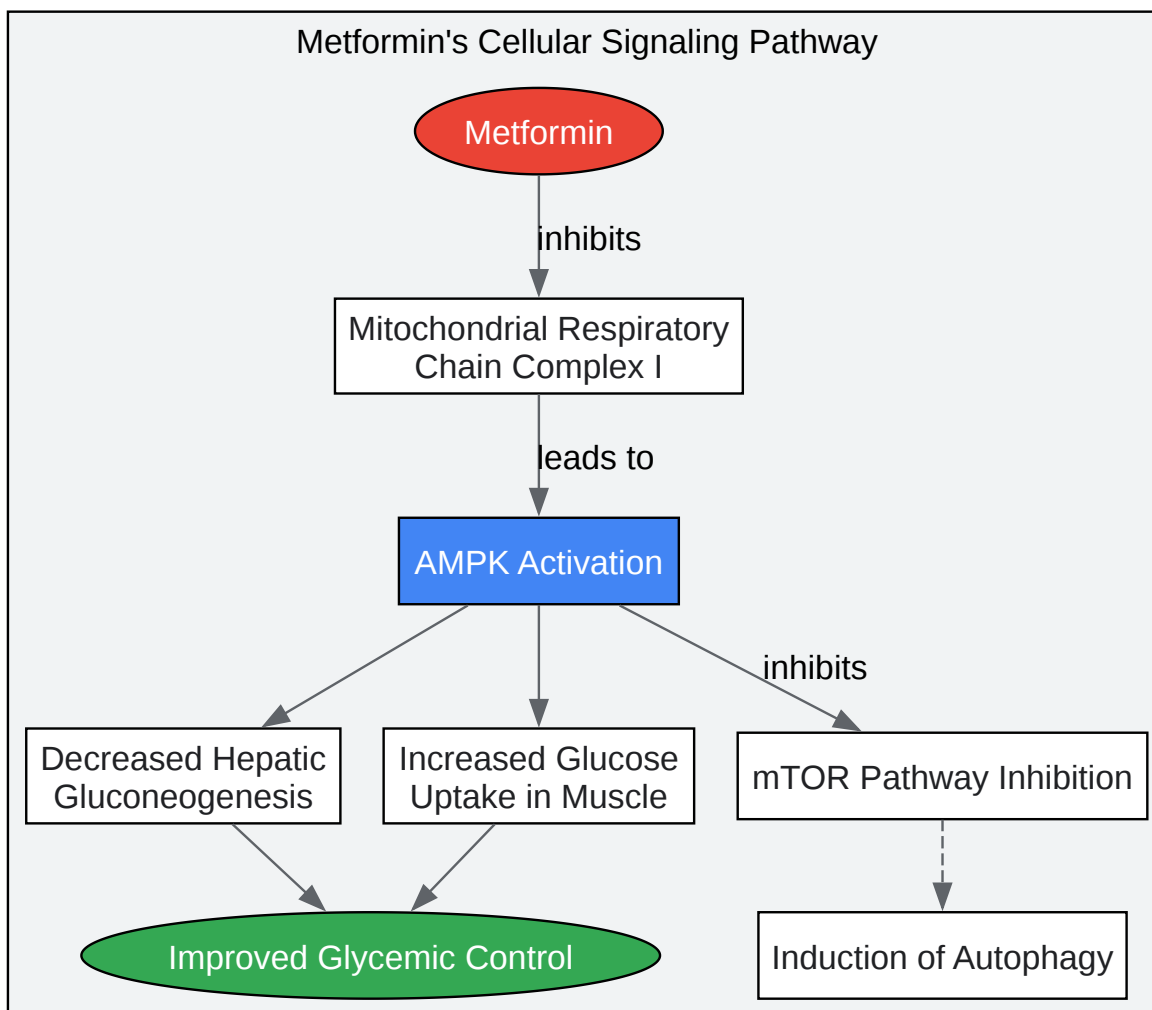 Metformin's Cellular Signaling Pathway
Metformin
inhibits
Mitochondrial Respiratory
Chain Complex I
leads to
AMPK Activation
inhibits
Decreased Hepatic
Gluconeogenesis
Increased Glucose
Uptake in Muscle
mTOR Pathway Inhibition
Improved Glycemic Control
Induction of Autophagy